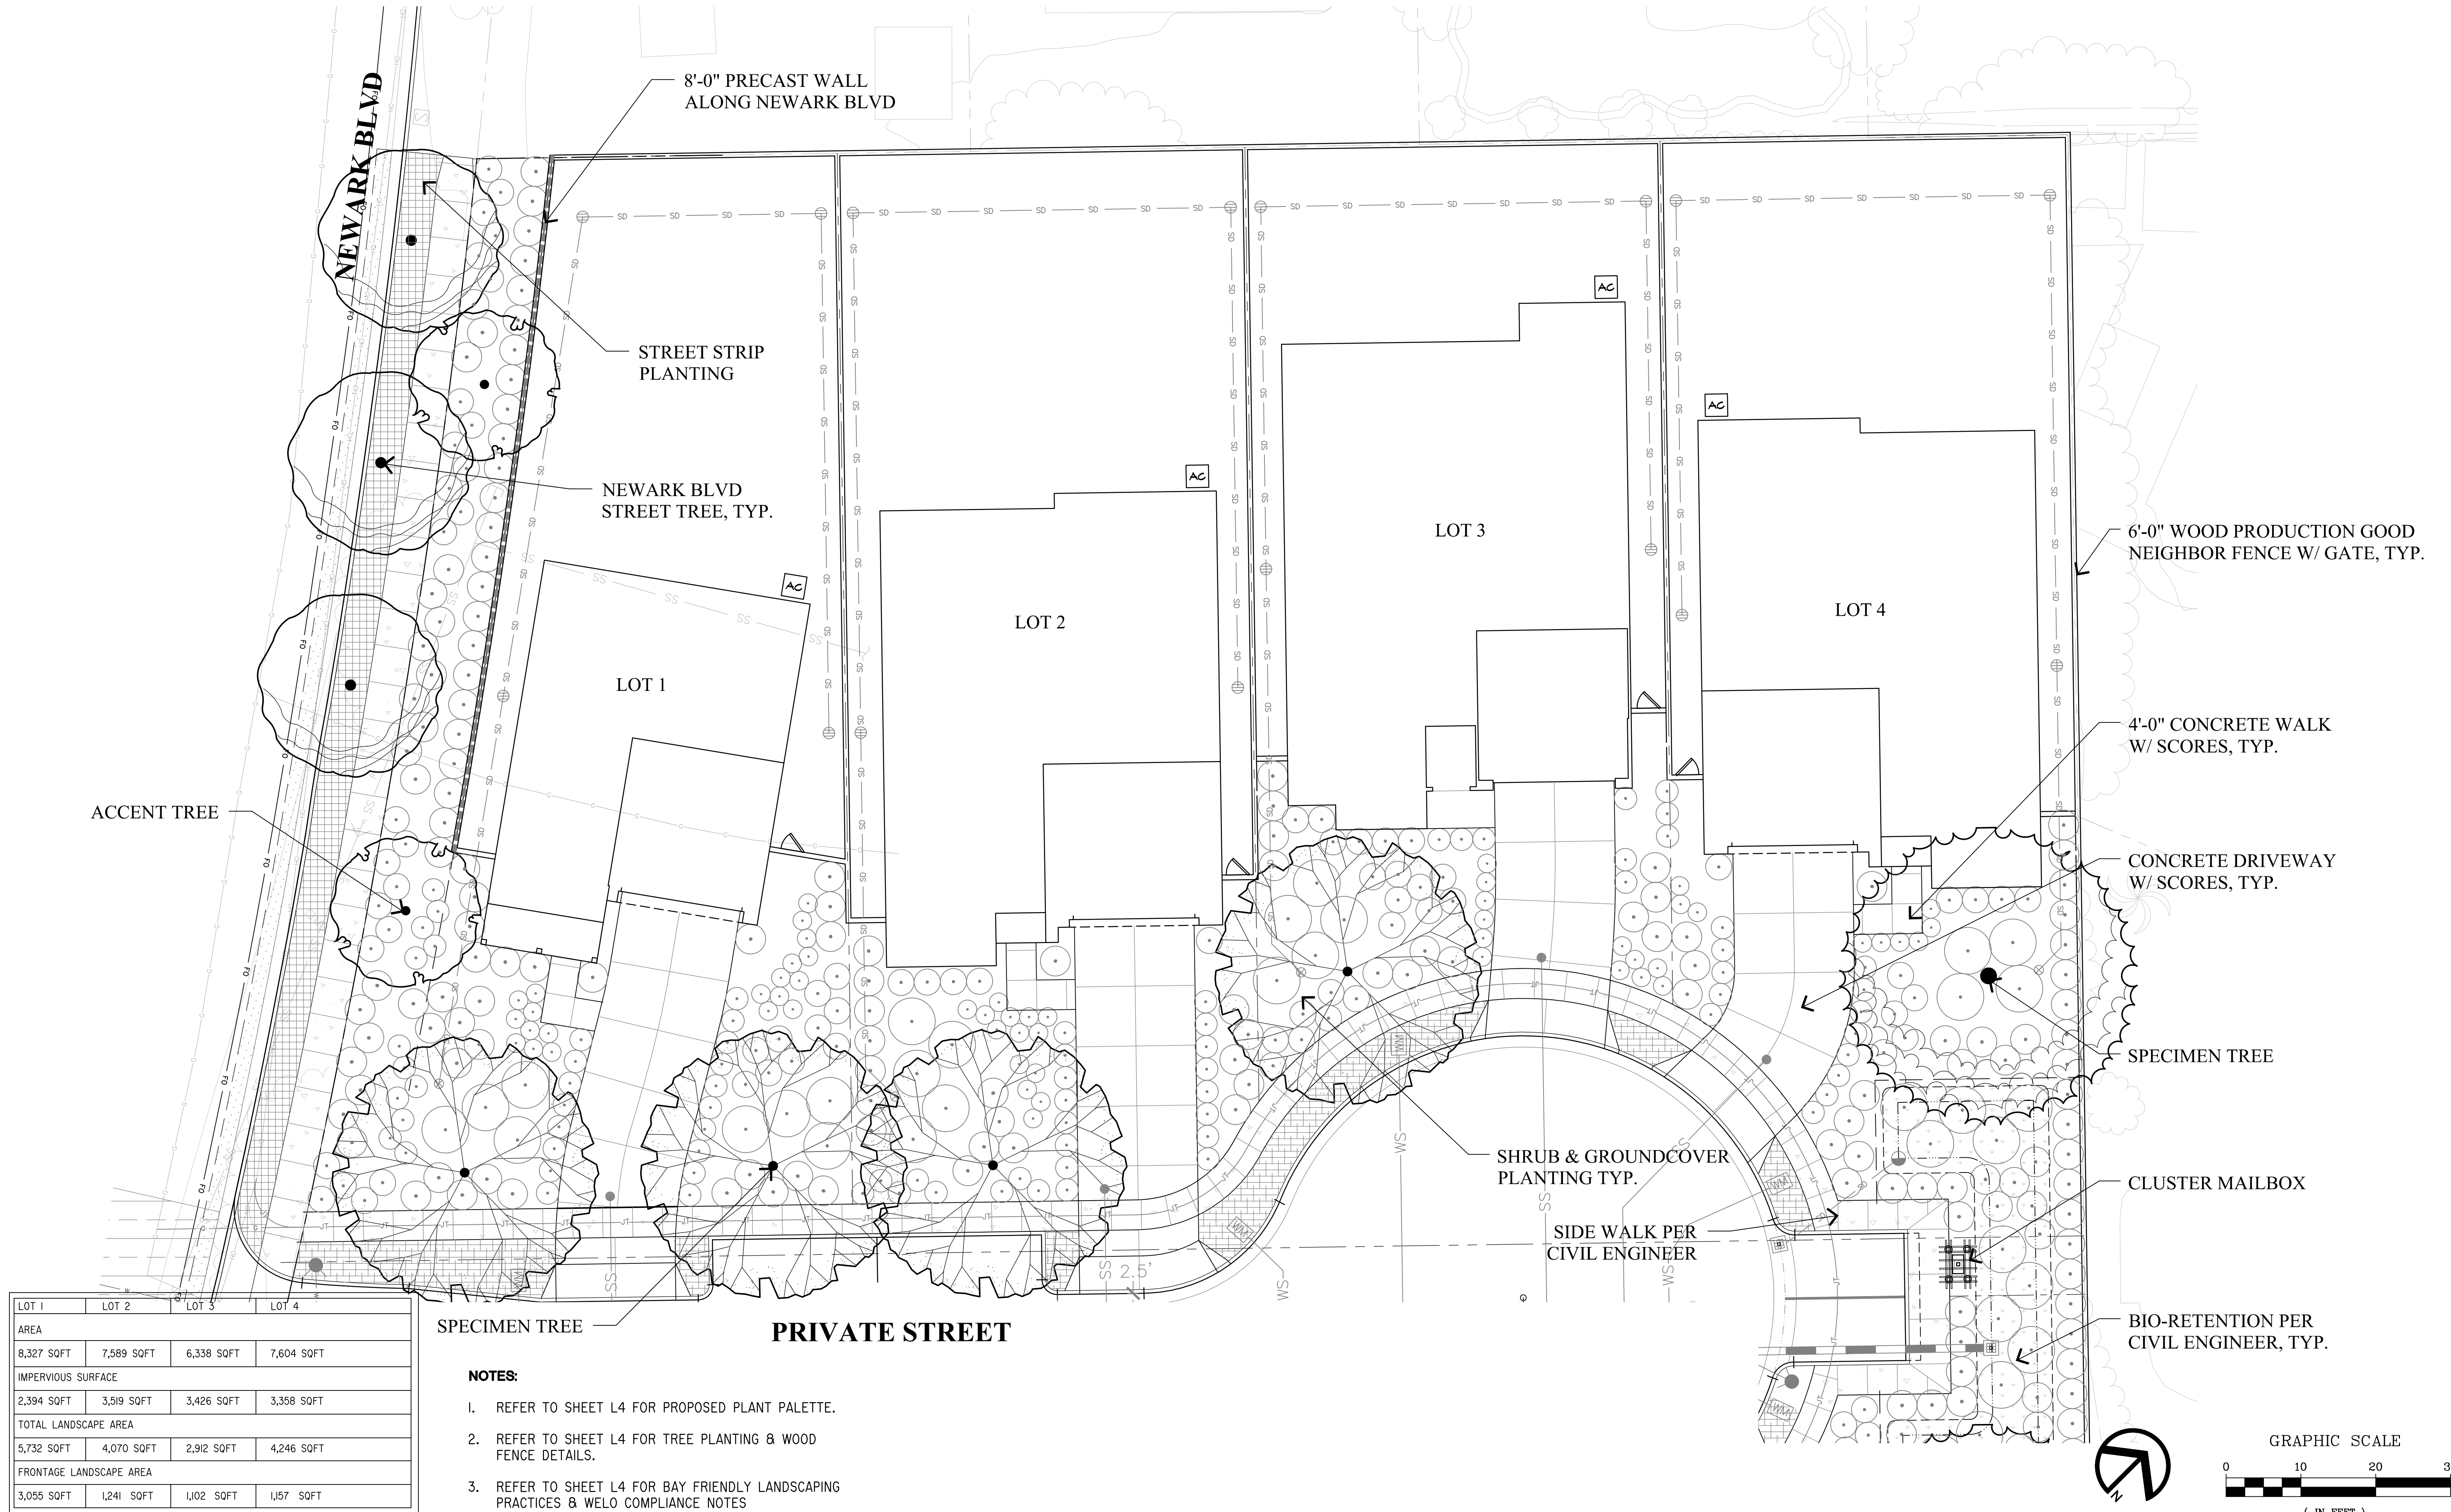 NEWARK BLVD
8'-0" PRECAST WALL
ALONG NEWARK BLVD
STREET STRIP
PLANTING
NEWARK BLVD
STREET TREE, TYP.
ACCENT TREE
LOT 1
LOT 2
LOT 3
LOT 4
AC
AC
AC
AC
6'-0" WOOD PRODUCTION GOOD
NEIGHBOR FENCE W/ GATE, TYP.
4'-0" CONCRETE WALK
W/ SCORES, TYP.
CONCRETE DRIVEWAY
W/ SCORES, TYP.
SPECIMEN TREE
SHRUB & GROUNDCOVER
PLANTING TYP.
CLUSTER MAILBOX
SIDE WALK PER
CIVIL ENGINEER
2.5'
BIO-RETENTION PER
CIVIL ENGINEER, TYP.
SPECIMEN TREE
PRIVATE STREET
LOT 1 LOT 2 LOT 3 LOT 4
AREA
8,327 SQFT 7,589 SQFT 6,338 SQFT 7,604 SQFT
IMPERVIOUS SURFACE
2,394 SQFT 3,519 SQFT 3,426 SQFT 3,358 SQFT
TOTAL LANDSCAPE AREA
5,732 SQFT 4,070 SQFT 2,912 SQFT 4,246 SQFT
FRONTAGE LANDSCAPE AREA
3,055 SQFT 1,241 SQFT 1,102 SQFT 1,157 SQFT
NOTES:
1. REFER TO SHEET L4 FOR PROPOSED PLANT PALETTE.
2. REFER TO SHEET L4 FOR TREE PLANTING & WOOD
FENCE DETAILS.
3. REFER TO SHEET L4 FOR BAY FRIENDLY LANDSCAPING
PRACTICES & WELO COMPLIANCE NOTES
N
GRAPHIC SCALE
0 10 20
( IN FEET )